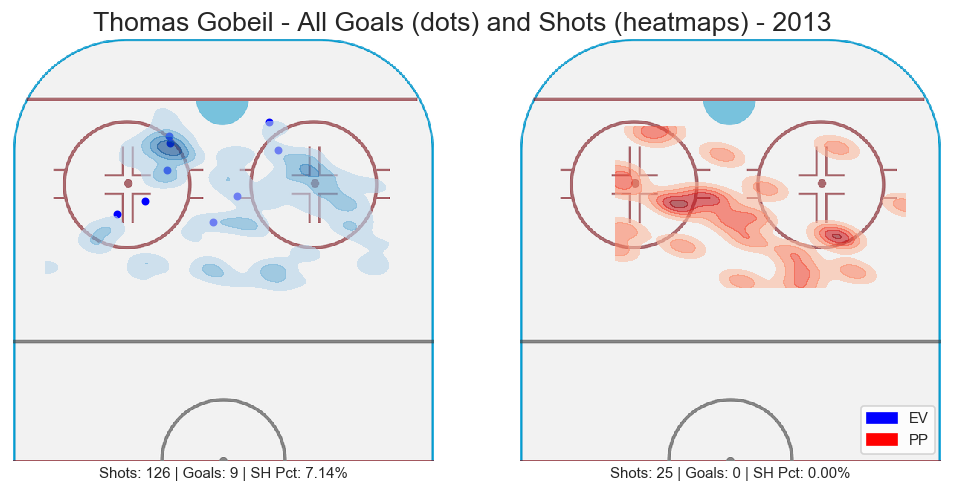 Thomas Gobeil - All Goals (dots) and Shots (heatmaps) - 2013
EV
PP
Shots: 126 | Goals: 9 | SH Pct: 7.14%
Shots: 25 | Goals: 0 | SH Pct: 0.00%